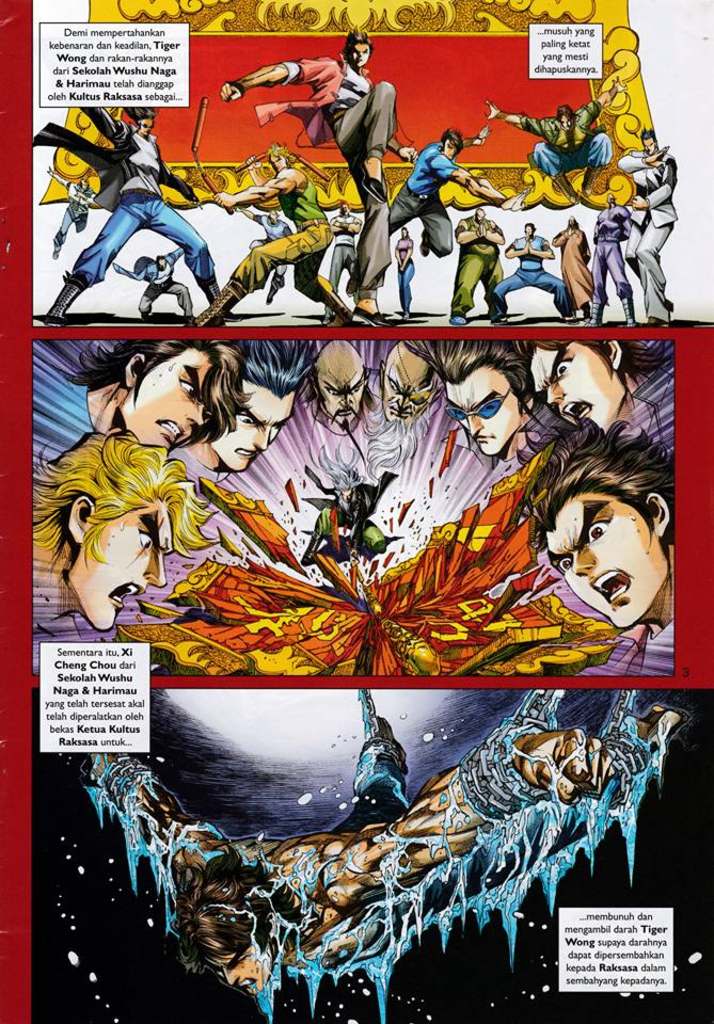 Demi mempertahankan
kebenaran dan keadilan, Tiger
Wong dan rakan-rakannya
dari Sekolah Wushu Naga
& Harimau telah dianggap
oleh Kultus Raksasa sebagai...
...musuh yang
paling ketat
yang mesti
dihapuskannya.
3
Sementara itu, Xi
Cheng Chou dari
Sekolah Wushu
Naga & Harimau
yang telah tersesat akal
telah diperalatkan oleh
bekas Ketua Kultus
Raksasa untuk...
...membunuh dan
mengambil darah Tiger
Wong supaya darahnya
dapat dipersembahkan
kepada Raksasa dalam
sembahyang kepadanya.